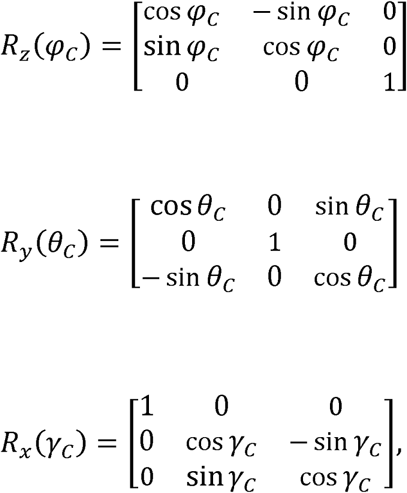 cos φ_C − sin φ_C 0
R_z(φ_C) = [sin φ_C cos φ_C 0]
0 0 1
cos θ_C 0 sin θ_C
R_y(θ_C) = [0 1 0]
− sin θ_C 0 cos θ_C
1 0 0
R_x(γ_C) = [0 cos γ_C − sin γ_C],
0 sin γ_C cos γ_C